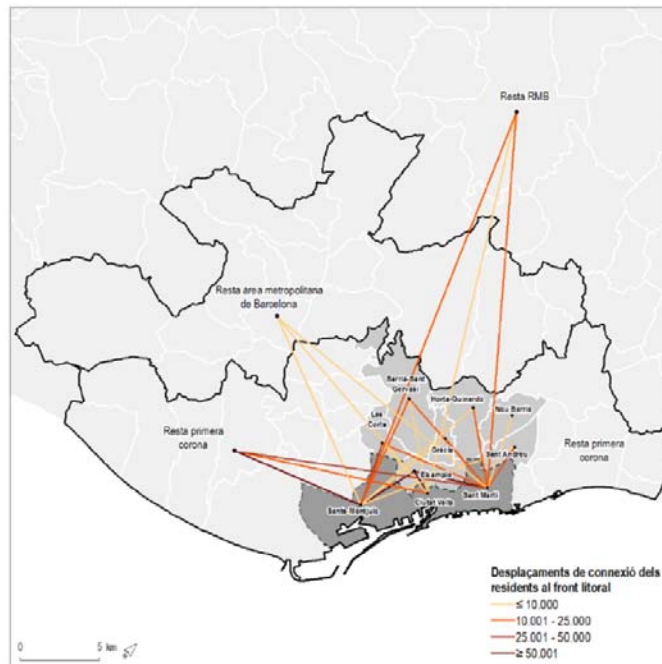 Resta RMB
Resta àrea metropolitana
de Barcelona
Sarrià-Sant
Gervasi
Horta-Guinardó
Nou Barris
Les
Corts
Resta primera
corona
Gràcia
Sant Andreu
Resta primera
corona
Eixample
Sants-Montjuïc
Ciutat Vella
Sant Martí
Desplaçaments de connexió dels
residents al front litoral
≤ 10.000
10.001 - 25.000
25.001 - 50.000
≥ 50.001
0 5 km